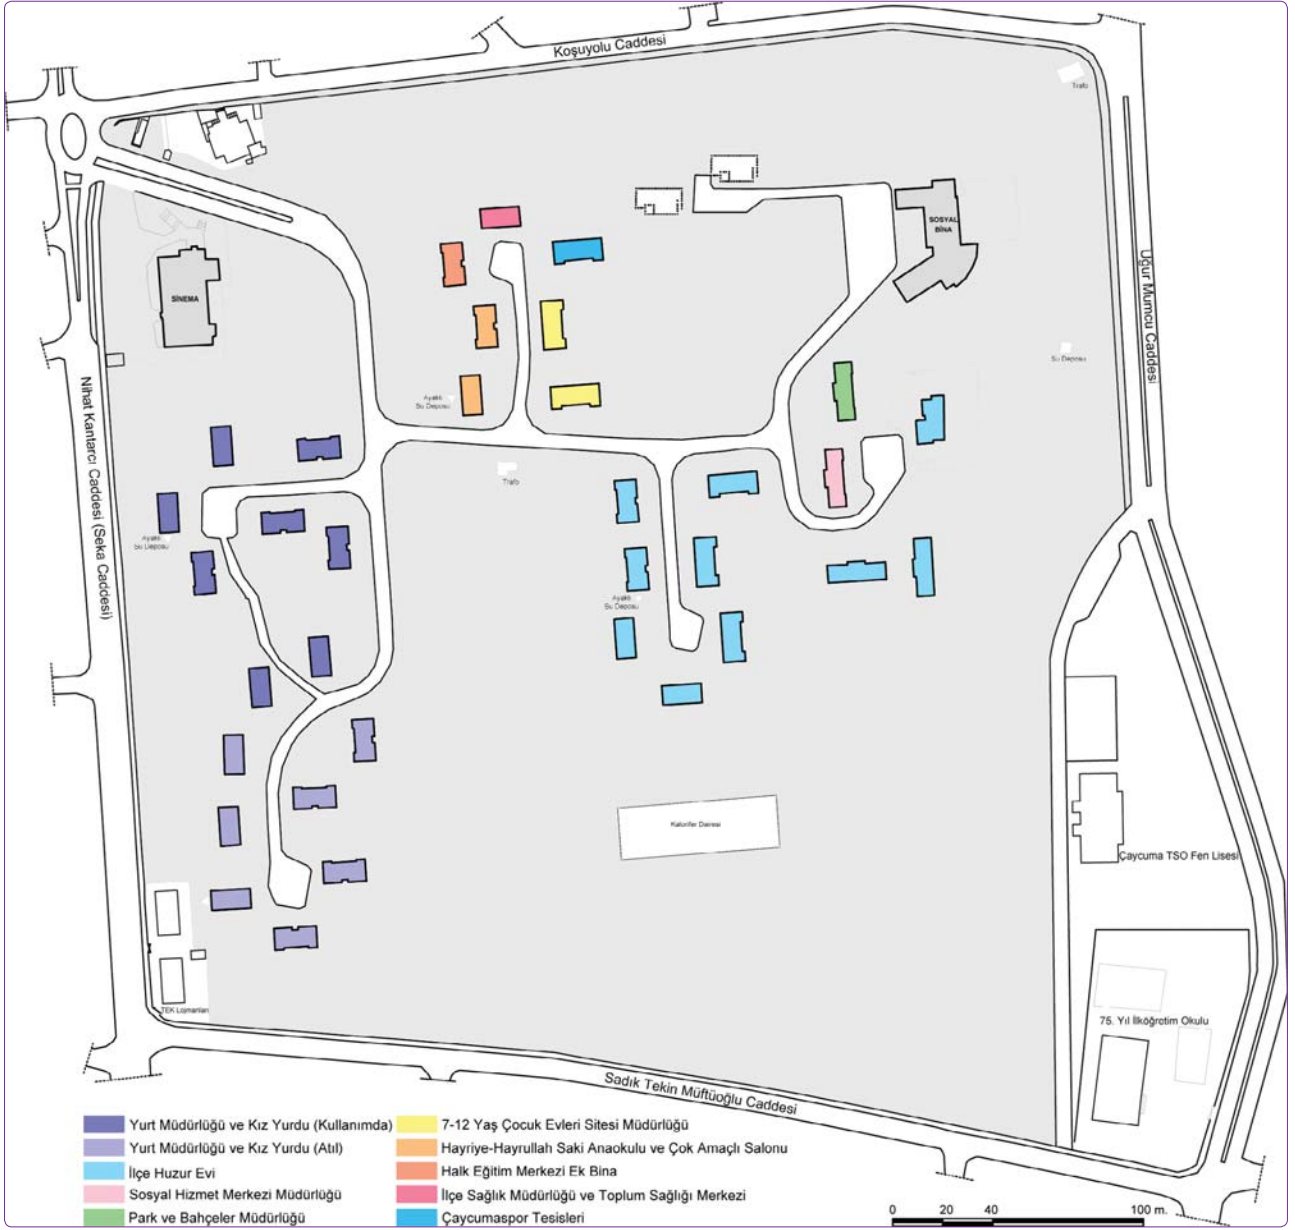 Koşuyolu Caddesi
Trafo
SOSYAL
BİNA
SİNEMA
Uğur Mumcu Caddesi
Su Deposu
Nihat Kantarcı Caddesi (Seka Caddesi)
Ayaklı
Su Deposu
Trafo
Ayaklı
Su Deposu
Ayaklı
Su Deposu
Kalorifer Dairesi
Çaycuma TSO Fen Lisesi
75. Yıl İlköğretim Okulu
TEK Lojmanları
Sadık Tekin Müftüoğlu Caddesi
Yurt Müdürlüğü ve Kız Yurdu (Kullanımda)
Yurt Müdürlüğü ve Kız Yurdu (Atıl)
İlçe Huzur Evi
Sosyal Hizmet Merkezi Müdürlüğü
Park ve Bahçeler Müdürlüğü
7-12 Yaş Çocuk Evleri Sitesi Müdürlüğü
Hayriye-Hayrullah Saki Anaokulu ve Çok Amaçlı Salonu
Halk Eğitim Merkezi Ek Bina
İlçe Sağlık Müdürlüğü ve Toplum Sağlığı Merkezi
Çaycumaspor Tesisleri
0 20 40 100 m.